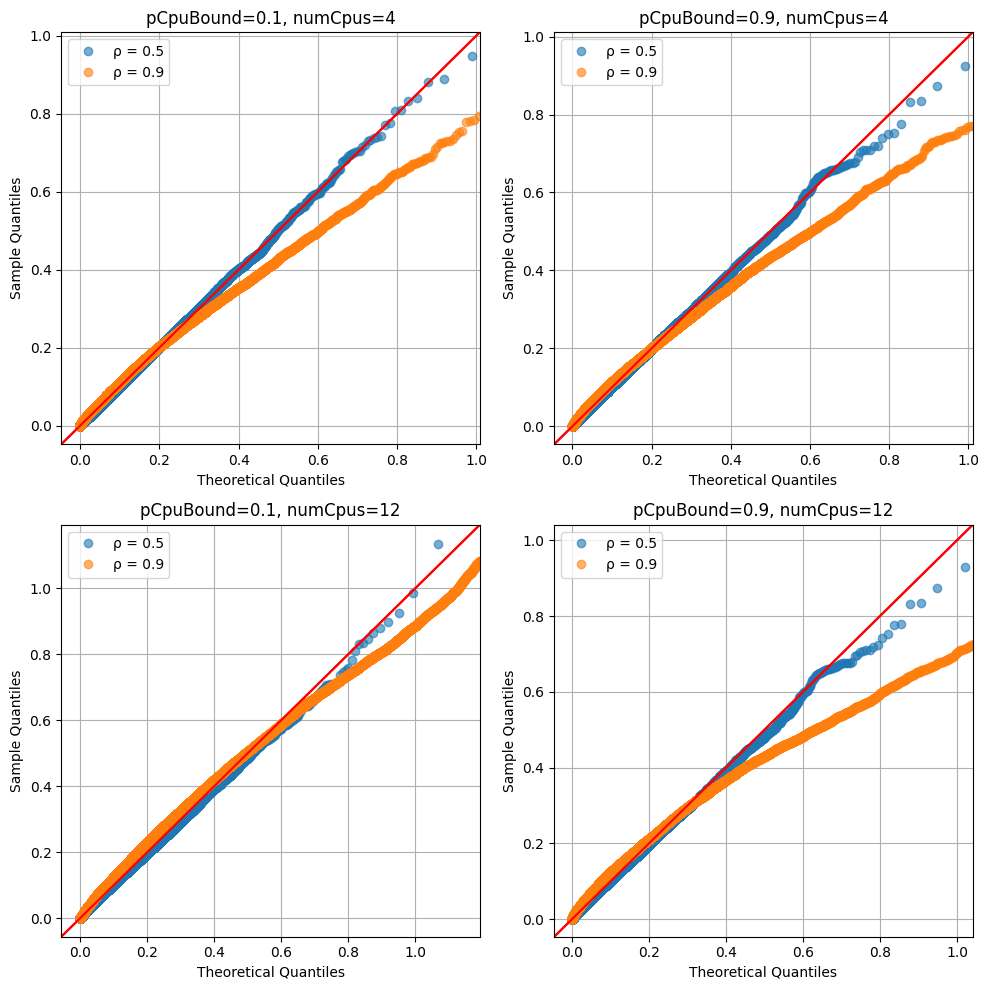 pCpuBound=0.1, numCpus=4
ρ = 0.5
ρ = 0.9
Sample Quantiles
1.0
0.8
0.6
0.4
0.2
0.0
0.0 0.2 0.4 0.6 0.8 1.0
Theoretical Quantiles
pCpuBound=0.9, numCpus=4
ρ = 0.5
ρ = 0.9
Sample Quantiles
1.0
0.8
0.6
0.4
0.2
0.0
0.0 0.2 0.4 0.6 0.8 1.0
Theoretical Quantiles
pCpuBound=0.1, numCpus=12
ρ = 0.5
ρ = 0.9
Sample Quantiles
1.0
0.8
0.6
0.4
0.2
0.0
0.0 0.2 0.4 0.6 0.8 1.0
Theoretical Quantiles
pCpuBound=0.9, numCpus=12
ρ = 0.5
ρ = 0.9
Sample Quantiles
1.0
0.8
0.6
0.4
0.2
0.0
0.0 0.2 0.4 0.6 0.8 1.0
Theoretical Quantiles